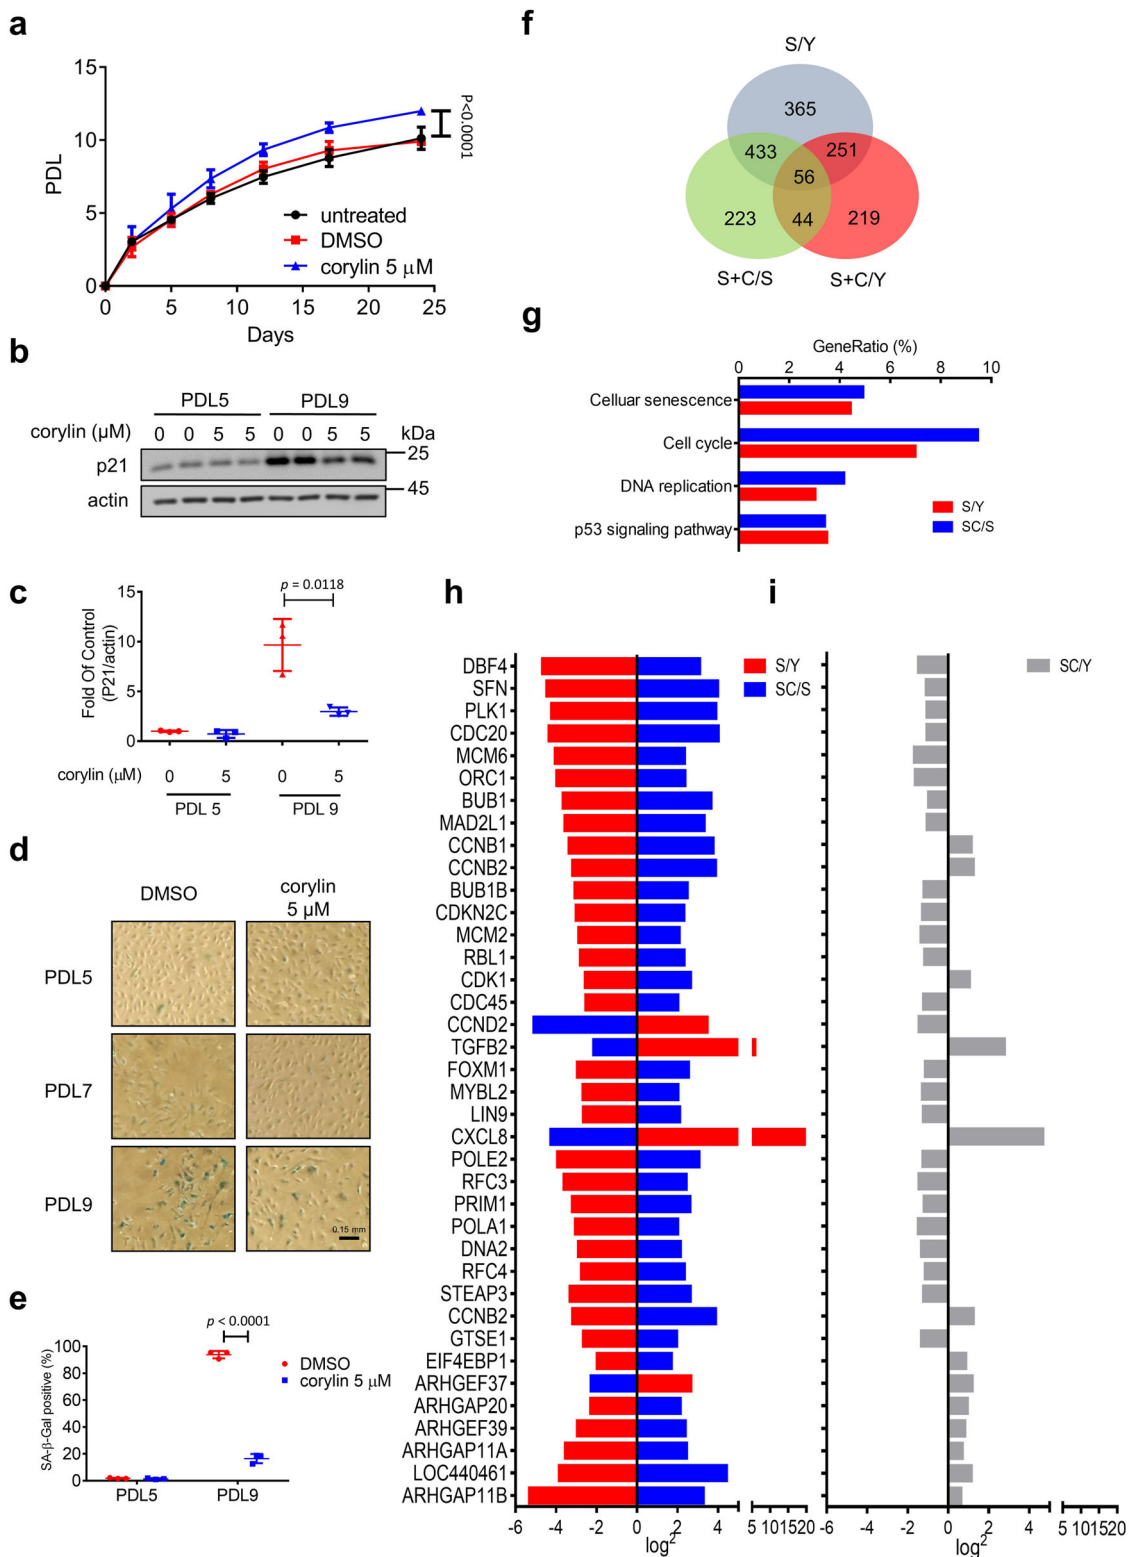 a
PDL
15
10
5
0
0 5 10 15 20 25
Days
P<0.0001
untreated
DMSO
corylin 5 μM
b
PDL5 PDL9
corylin (μM) 0 0 5 5 0 0 5 5 kDa
p21
25
actin
45
c
Fold Of Control
(P21/actin)
15
10
5
0
p = 0.0118
corylin (μM) 0 5 0 5
PDL 5 PDL 9
d
DMSO corylin
5 μM
PDL5
PDL7
PDL9
0.15 mm
e
SA-β-Gal positive (%)
100
80
60
40
20
0
p < 0.0001
DMSO
corylin 5 μM
PDL5 PDL9
f
S/Y
365
433 251
56
223 44 219
S+C/S S+C/Y
g
GeneRatio (%)
0 2 4 6 8 10
Celluar senescence
Cell cycle
DNA replication
p53 signaling pathway
S/Y
SC/S
h
S/Y
SC/S
DBF4
SFN
PLK1
CDC20
MCM6
ORC1
BUB1
MAD2L1
CCNB1
CCNB2
BUB1B
CDKN2C
MCM2
RBL1
CDK1
CDC45
CCND2
TGFB2
FOXM1
MYBL2
LIN9
CXCL8
POLE2
RFC3
PRIM1
POLA1
DNA2
RFC4
STEAP3
CCNB2
GTSE1
EIF4EBP1
ARHGEF37
ARHGAP20
ARHGEF39
ARHGAP11A
LOC440461
ARHGAP11B
-6 -4 -2 0 2 4 5 10 15 20
log2
i
SC/Y
-6 -4 -2 0 2 4 5 10 15 20
log2